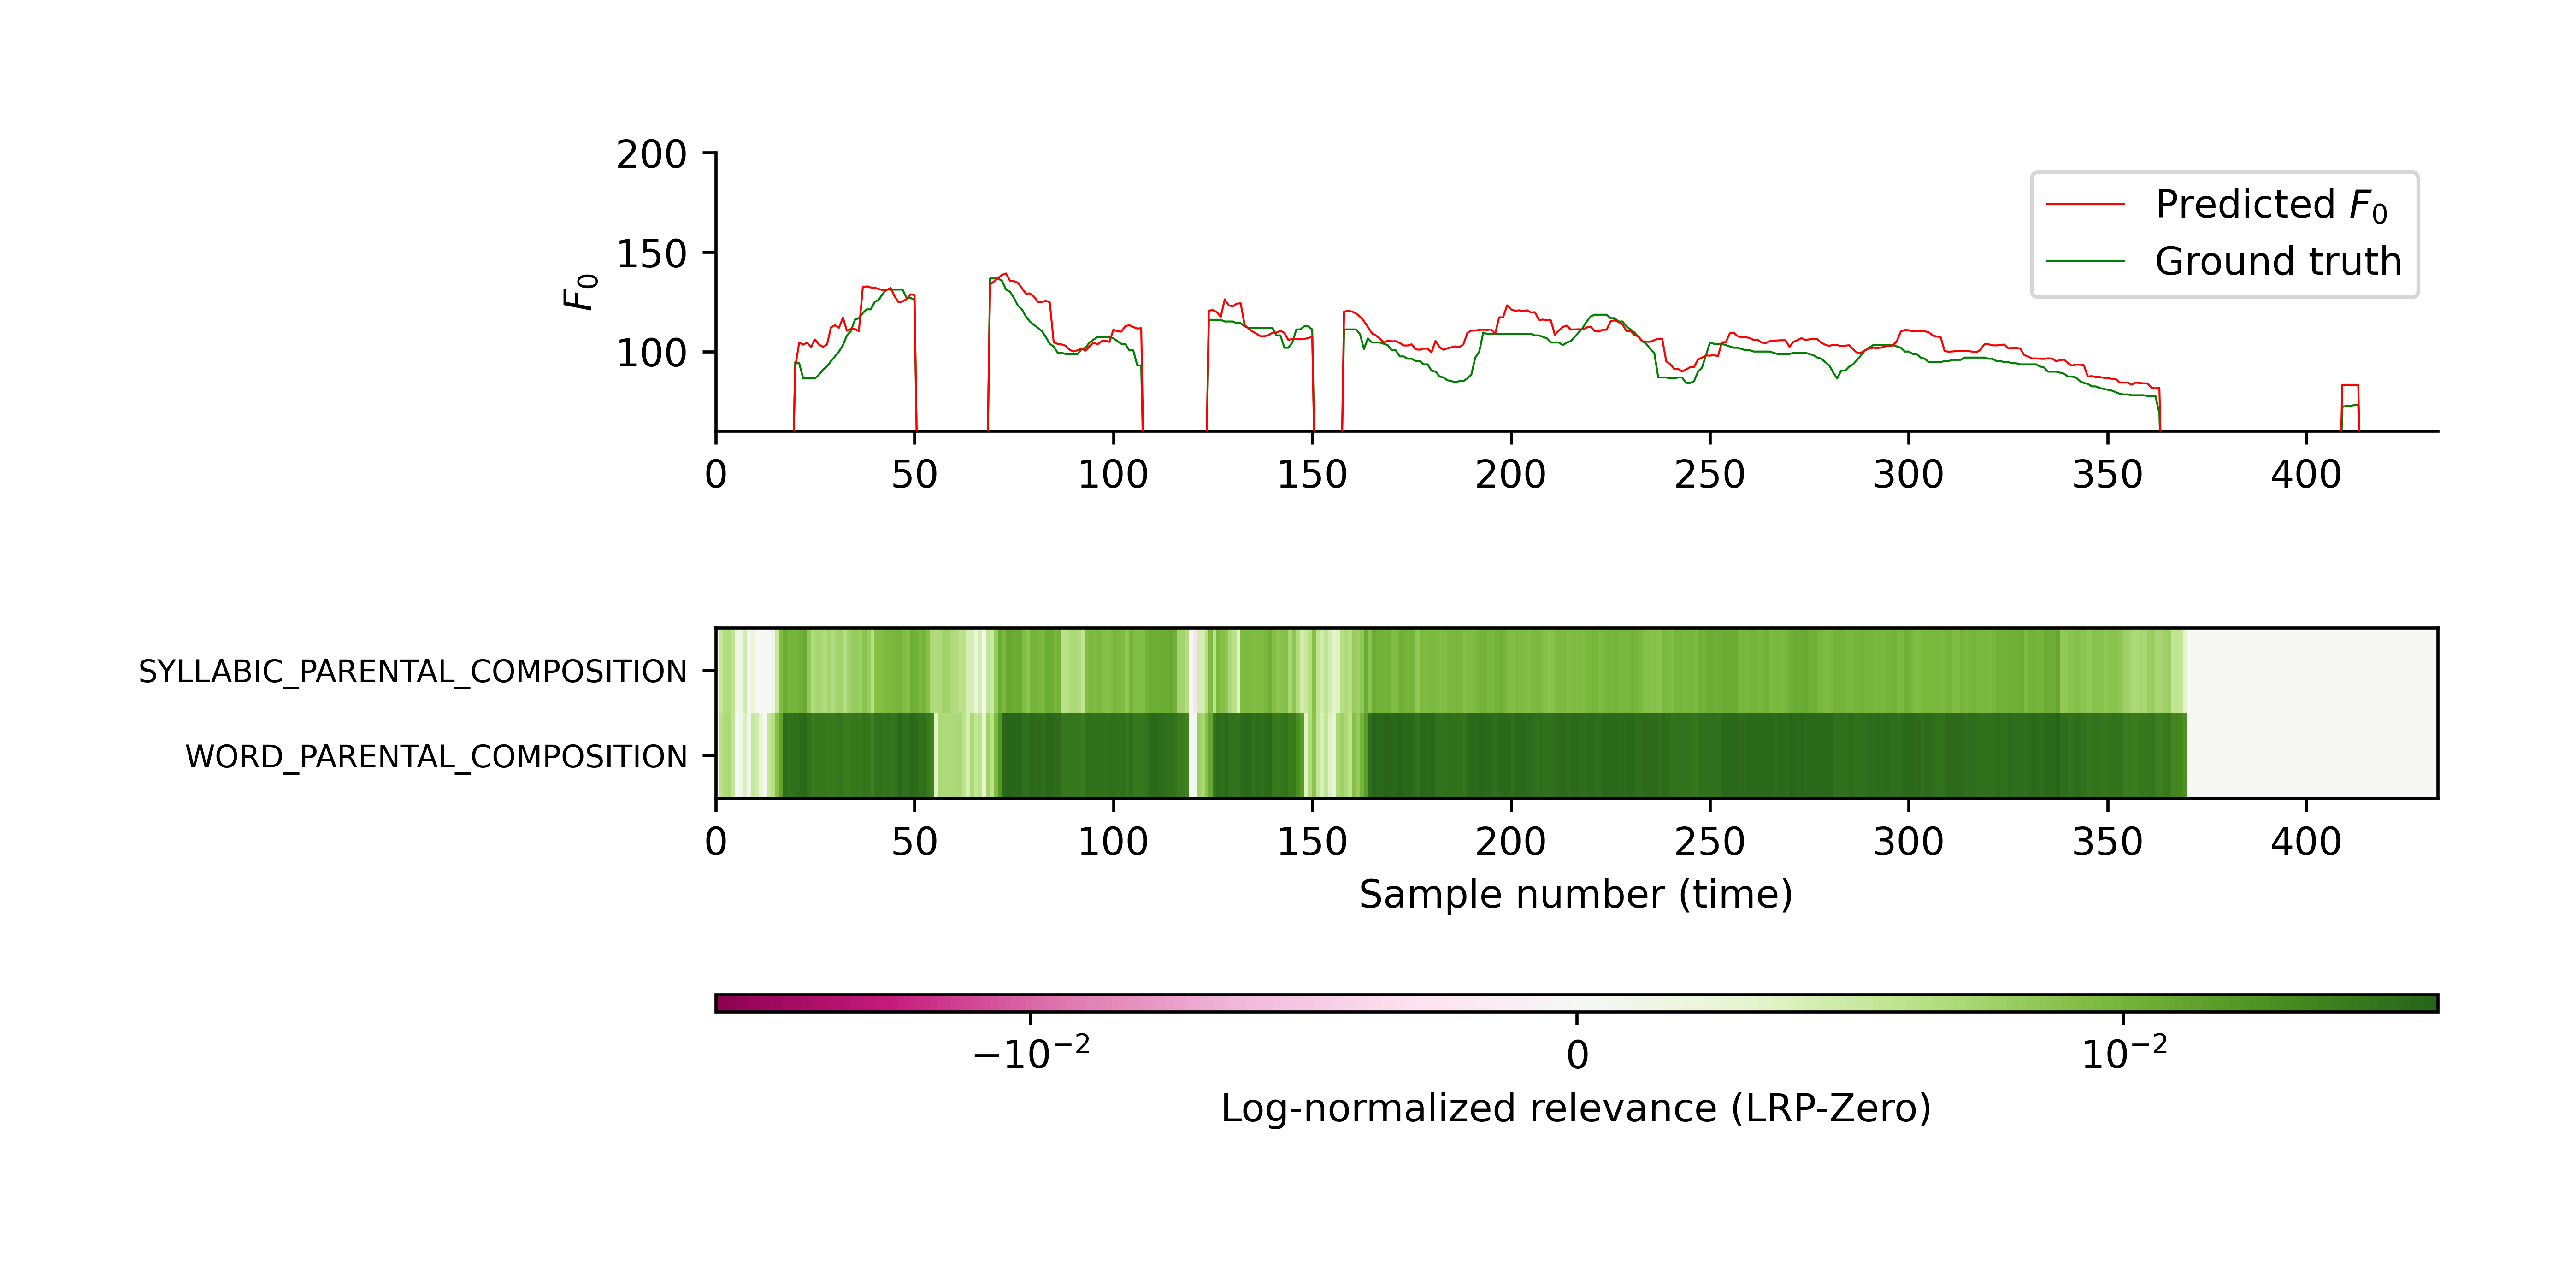 200
150
100
F₀
Predicted F₀
Ground truth
0 50 100 150 200 250 300 350 400
SYLLABIC_PARENTAL_COMPOSITION
WORD_PARENTAL_COMPOSITION
0 50 100 150 200 250 300 350 400
Sample number (time)
−10⁻² 0 10⁻²
Log-normalized relevance (LRP-Zero)